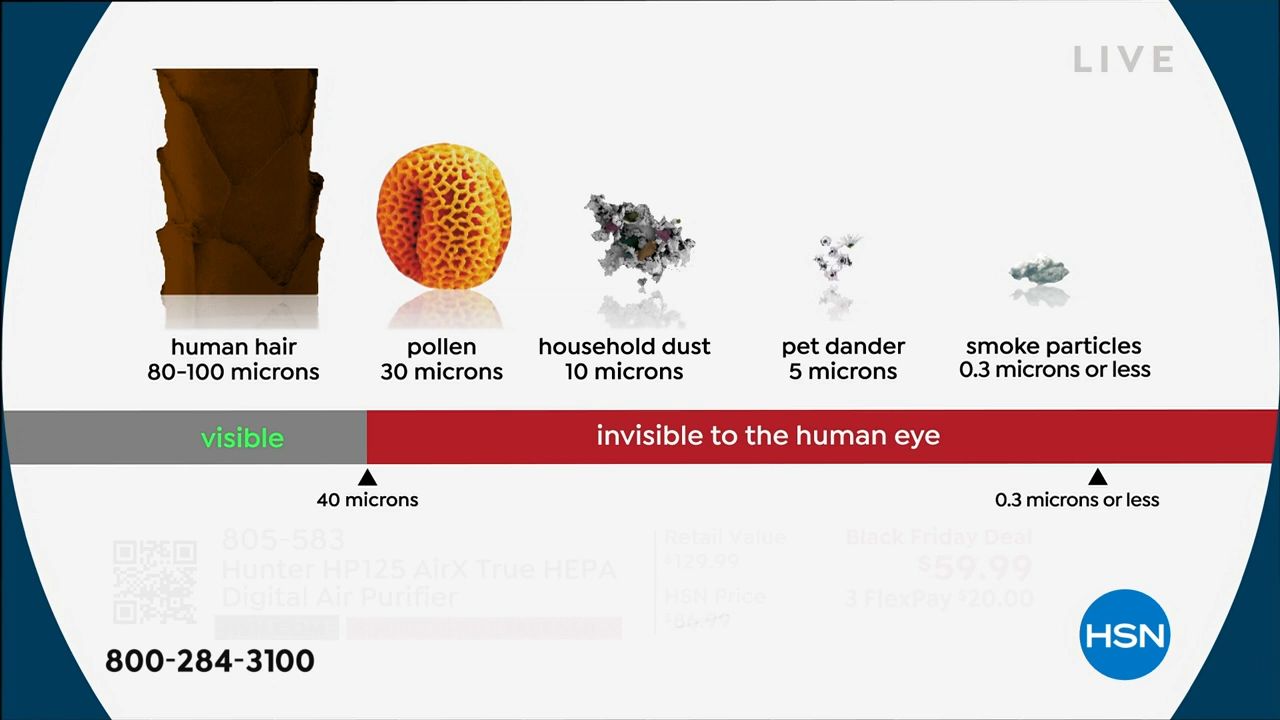 LIVE
human hair
80-100 microns
pollen
30 microns
household dust
10 microns
pet dander
5 microns
smoke particles
0.3 microns or less
visible
invisible to the human eye
40 microns
0.3 microns or less
805-583
Hunter HP125 AirX True HEPA
Digital Air Purifier
Retail Value
$129.99
HSN Price
$86.99
Black Friday Deal
$59.99
3 FlexPay $20.00
800-284-3100
HSN